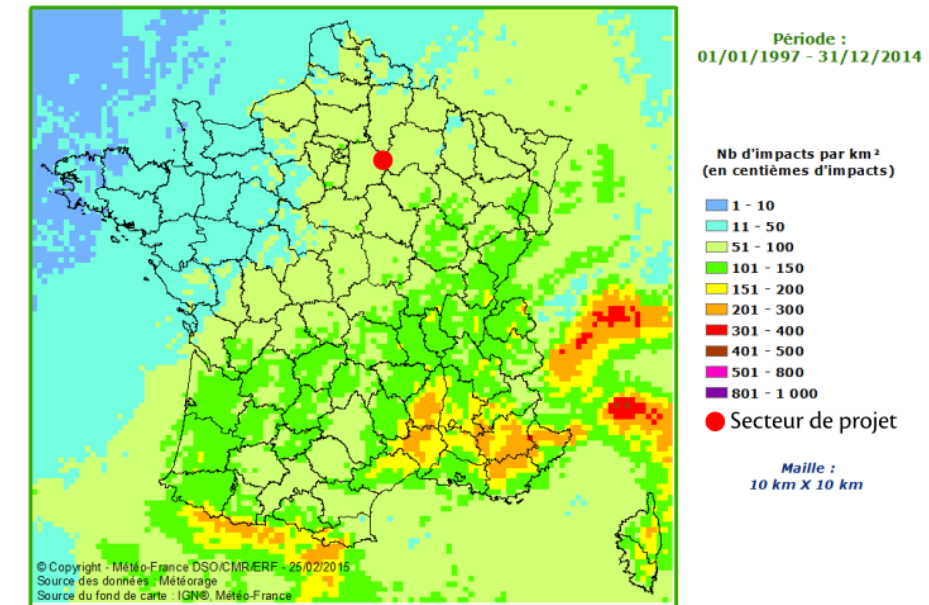 Période :
01/01/1997 - 31/12/2014
Nb d'impacts par km²
(en centièmes d'impacts)
1 - 10
11 - 50
51 - 100
101 - 150
151 - 200
201 - 300
301 - 400
401 - 500
501 - 800
801 - 1 000
Secteur de projet
Maille :
10 km X 10 km
© Copyright - Météo-France DSO/CMR/ERF - 25/02/2015
Source des données : Météorage
Source du fond de carte : IGN®, Météo-France